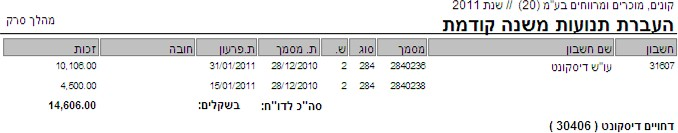 קונים, מוכרים ומרווחים בע"מ (20) // שנת 2011
העברת תנועות משנה קודמת
מהלך סרק
חשבון שם חשבון מסמך סוג ש. ת. מסמך ת.פרעון חובה זכות
31607 עו"ש דיסקונט 2840236 284 2 28/12/2010 31/01/2011 10,106.00
2840238 284 2 28/12/2010 15/01/2011 4,500.00
סה"כ לדו"ח: בשקלים: 14,606.00
דחויים דיסקונט ( 30406 )